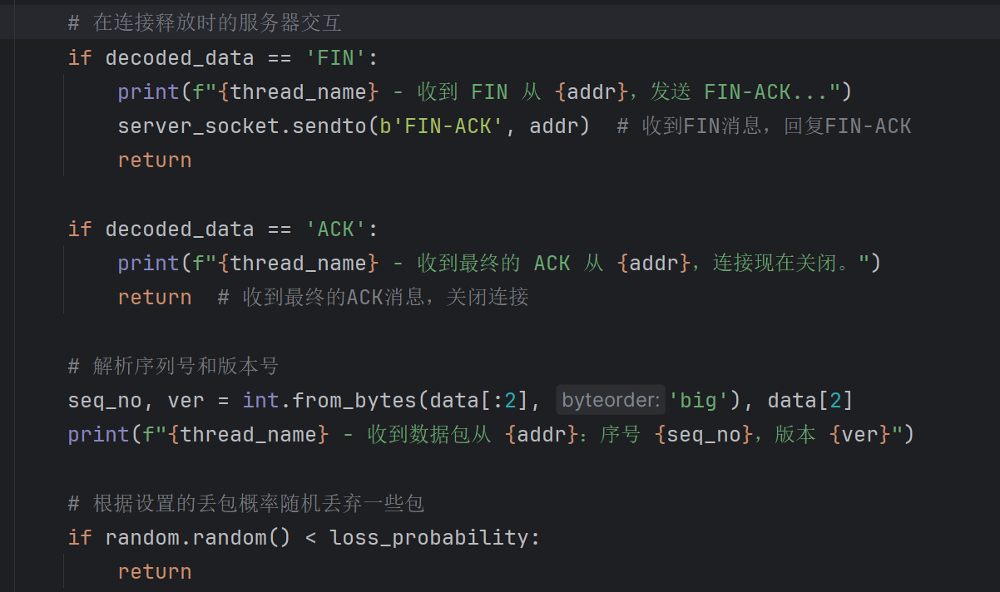 # 在连接释放时的服务器交互
if decoded_data == 'FIN':
    print(f"{thread_name} - 收到 FIN 从 {addr}，发送 FIN-ACK...")
    server_socket.sendto(b'FIN-ACK', addr)  # 收到FIN消息，回复FIN-ACK
    return

if decoded_data == 'ACK':
    print(f"{thread_name} - 收到最终的 ACK 从 {addr}，连接现在关闭。")
    return  # 收到最终的ACK消息，关闭连接

# 解析序列号和版本号
seq_no, ver = int.from_bytes(data[:2], byteorder: 'big'), data[2]
print(f"{thread_name} - 收到数据包从 {addr}：序号 {seq_no}，版本 {ver}")

# 根据设置的丢包概率随机丢弃一些包
if random.random() < loss_probability:
    return